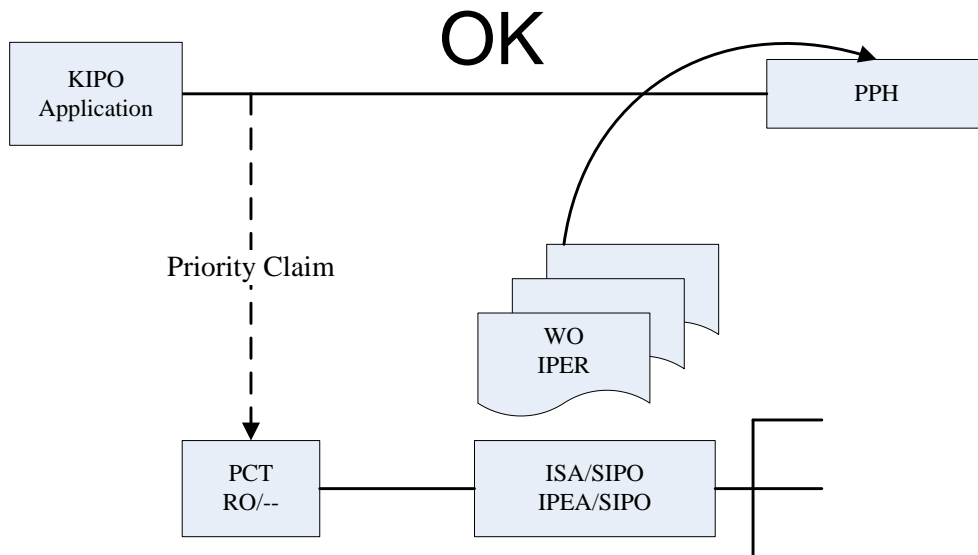 OK
KIPO
Application
PPH
Priority Claim
WO
IPER
PCT
RO/--
ISA/SIPO
IPEA/SIPO